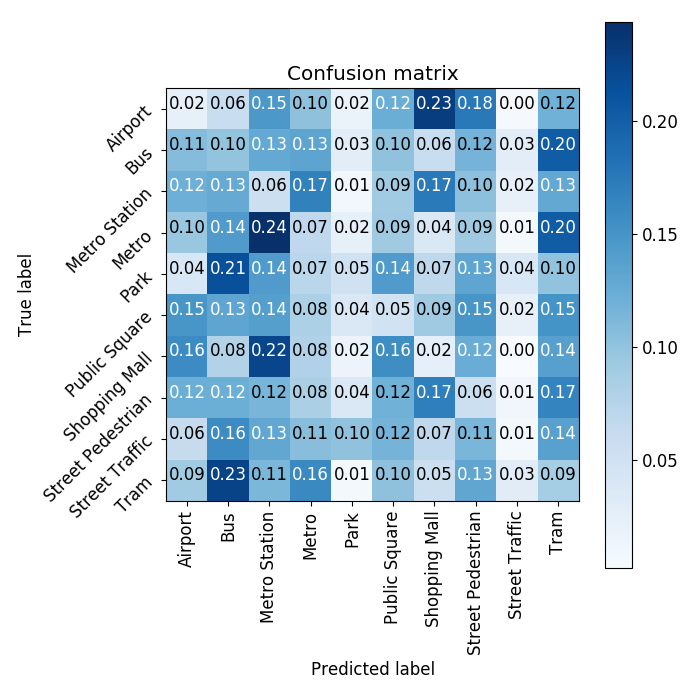 Confusion matrix
Airport 0.02 0.06 0.15 0.10 0.02 0.12 0.23 0.18 0.00 0.12
Bus 0.11 0.10 0.13 0.13 0.03 0.10 0.06 0.12 0.03 0.20
Metro Station 0.12 0.13 0.06 0.17 0.01 0.09 0.17 0.10 0.02 0.13
Metro 0.10 0.14 0.24 0.07 0.02 0.09 0.04 0.09 0.01 0.20
Park 0.04 0.21 0.14 0.07 0.05 0.14 0.07 0.13 0.04 0.10
Public Square 0.15 0.13 0.14 0.08 0.04 0.05 0.09 0.15 0.02 0.15
Shopping Mall 0.16 0.08 0.22 0.08 0.02 0.16 0.02 0.12 0.00 0.14
Street Pedestrian 0.12 0.12 0.12 0.08 0.04 0.12 0.17 0.06 0.01 0.17
Street Traffic 0.06 0.16 0.13 0.11 0.10 0.12 0.07 0.11 0.01 0.14
Tram 0.09 0.23 0.11 0.16 0.01 0.10 0.05 0.13 0.03 0.09
True label
Airport
Bus
Metro Station
Metro
Park
Public Square
Shopping Mall
Street Pedestrian
Street Traffic
Tram
Predicted label
0.20
0.15
0.10
0.05